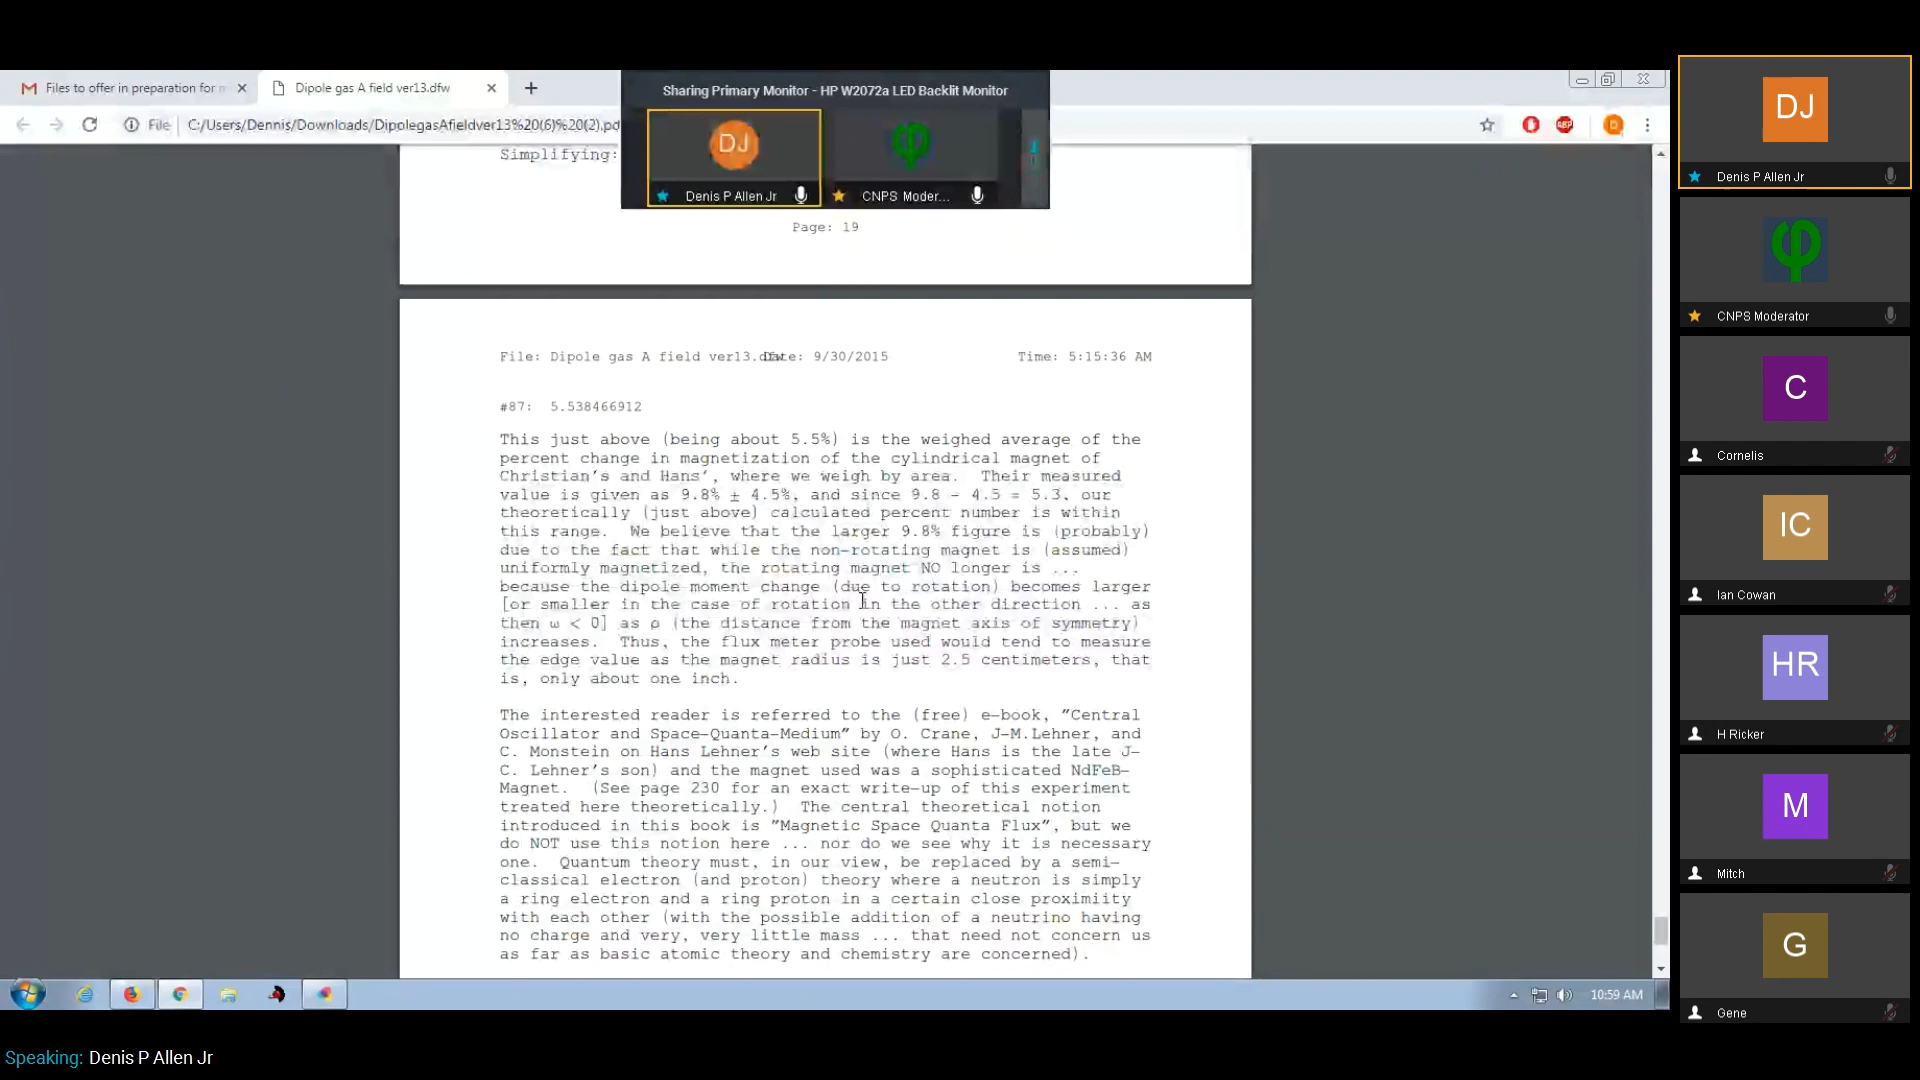 Files to offer in preparation for m
Dipole gas A field ver13.dfw
Sharing Primary Monitor - HP W2072a LED Backlit Monitor
File
C:/Users/Dennis/Downloads/DipolegasAfieldver13%20(6)%20(2).pd
ABP
D
DJ
Denis P Allen Jr
CNPS Moder...
Simplifying:
Page: 19
File: Dipole gas A field ver13.dfw
Date: 9/30/2015
Time: 5:15:36 AM
#87: 5.538466912
This just above (being about 5.5%) is the weighed average of the
percent change in magnetization of the cylindrical magnet of
Christian's and Hans', where we weigh by area. Their measured
value is given as 9.8% ± 4.5%, and since 9.8 - 4.5 = 5.3, our
theoretically (just above) calculated percent number is within
this range. We believe that the larger 9.8% figure is (probably)
due to the fact that while the non-rotating magnet is (assumed)
uniformly magnetized, the rotating magnet NO longer is ...
because the dipole moment change (due to rotation) becomes larger
[or smaller in the case of rotation in the other direction ... as
then ω < 0] as ρ (the distance from the magnet axis of symmetry)
increases. Thus, the flux meter probe used would tend to measure
the edge value as the magnet radius is just 2.5 centimeters, that
is, only about one inch.
The interested reader is referred to the (free) e-book, "Central
Oscillator and Space-Quanta-Medium" by O. Crane, J-M.Lehner, and
C. Monstein on Hans Lehner's web site (where Hans is the late J-
C. Lehner's son) and the magnet used was a sophisticated NdFeB-
Magnet. (See page 230 for an exact write-up of this experiment
treated here theoretically.) The central theoretical notion
introduced in this book is "Magnetic Space Quanta Flux", but we
do NOT use this notion here ... nor do we see why it is necessary
one. Quantum theory must, in our view, be replaced by a semi-
classical electron (and proton) theory where a neutron is simply
a ring electron and a ring proton in a certain close proximiity
with each other (with the possible addition of a neutrino having
no charge and very, very little mass ... that need not concern us
as far as basic atomic theory and chemistry are concerned).
10:59 AM
DJ
Denis P Allen Jr
CNPS Moderator
C
Cornelis
IC
Ian Cowan
HR
H Ricker
M
Mitch
G
Gene
Speaking: Denis P Allen Jr